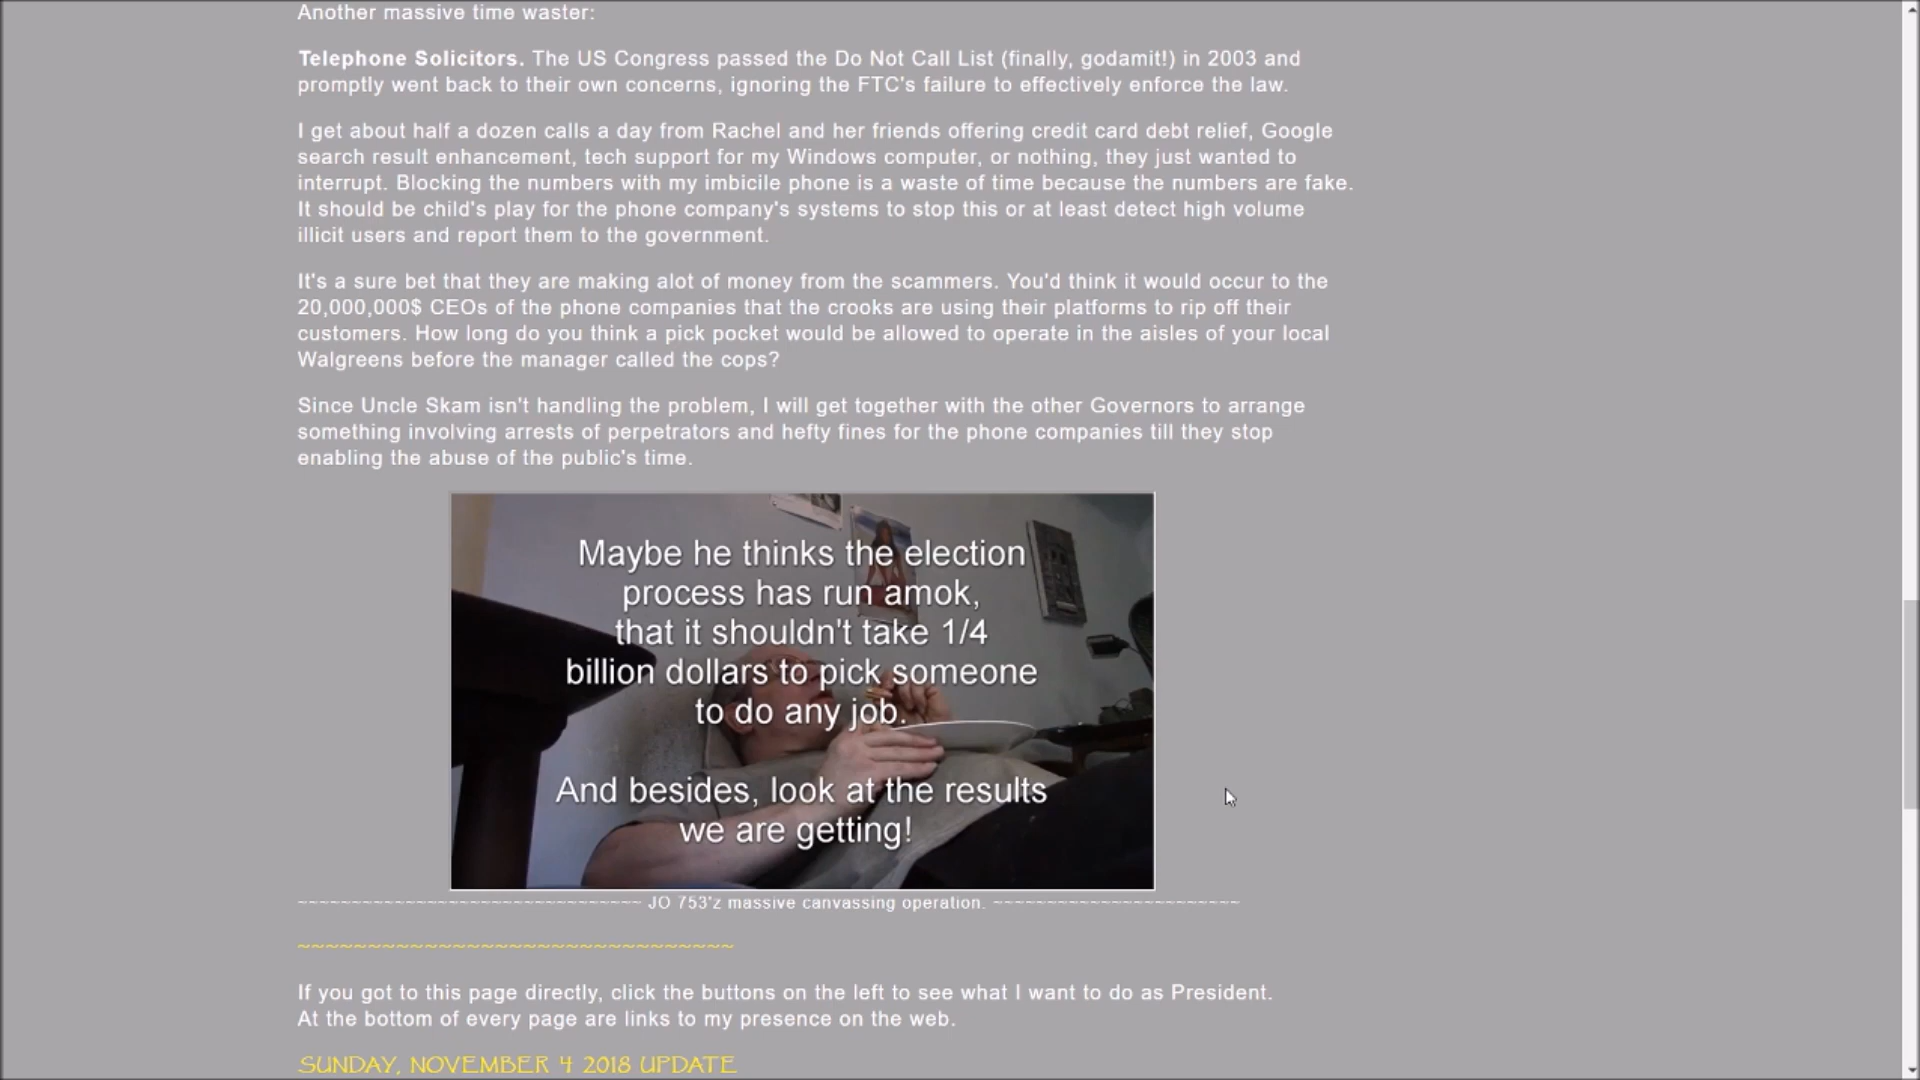 Another massive time waster:
Telephone Solicitors. The US Congress passed the Do Not Call List (finally, godamit!) in 2003 and
promptly went back to their own concerns, ignoring the FTC's failure to effectively enforce the law.
I get about half a dozen calls a day from Rachel and her friends offering credit card debt relief, Google
search result enhancement, tech support for my Windows computer, or nothing, they just wanted to
interrupt. Blocking the numbers with my imbicile phone is a waste of time because the numbers are fake.
It should be child's play for the phone company's systems to stop this or at least detect high volume
illicit users and report them to the government.
It's a sure bet that they are making alot of money from the scammers. You'd think it would occur to the
20,000,000$ CEOs of the phone companies that the crooks are using their platforms to rip off their
customers. How long do you think a pick pocket would be allowed to operate in the aisles of your local
Walgreens before the manager called the cops?
Since Uncle Skam isn't handling the problem, I will get together with the other Governors to arrange
something involving arrests of perpetrators and hefty fines for the phone companies till they stop
enabling the abuse of the public's time.
Maybe he thinks the election
process has run amok,
that it shouldn't take 1/4
billion dollars to pick someone
to do any job.
And besides, look at the results
we are getting!
~~~~~~~~~~~~~~~~~~~~~~~~~~~~~~~~ JO 753'z massive canvassing operation. ~~~~~~~~~~~~~~~~~~~~~~~
~~~~~~~~~~~~~~~~~~~~~~~~~~~~~~~
If you got to this page directly, click the buttons on the left to see what I want to do as President.
At the bottom of every page are links to my presence on the web.
SUNDAY, NOVEMBER 4 2018 UPDATE